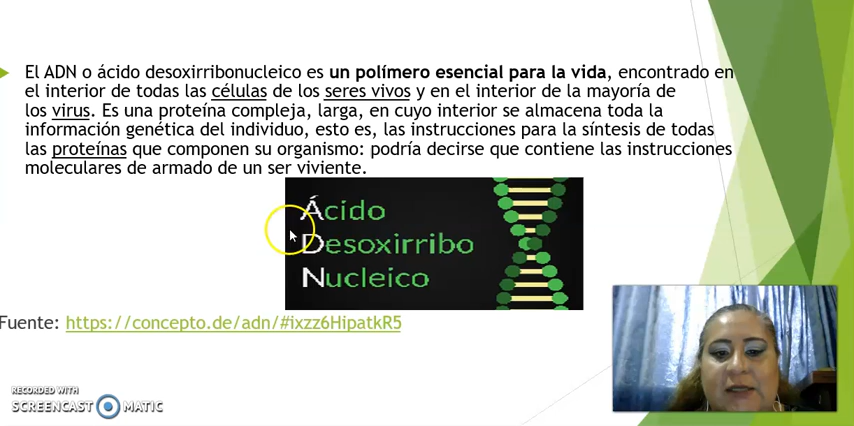 El ADN o ácido desoxirribonucleico es un polímero esencial para la vida, encontrado en
el interior de todas las células de los seres vivos y en el interior de la mayoría de
los virus. Es una proteína compleja, larga, en cuyo interior se almacena toda la
información genética del individuo, esto es, las instrucciones para la síntesis de todas
las proteínas que componen su organismo: podría decirse que contiene las instrucciones
moleculares de armado de un ser viviente.
Ácido
Desoxirribo
Nucleico
Fuente: https://concepto.de/adn/#ixzz6HipatkR5
RECORDED WITH
SCREENCAST MATIC